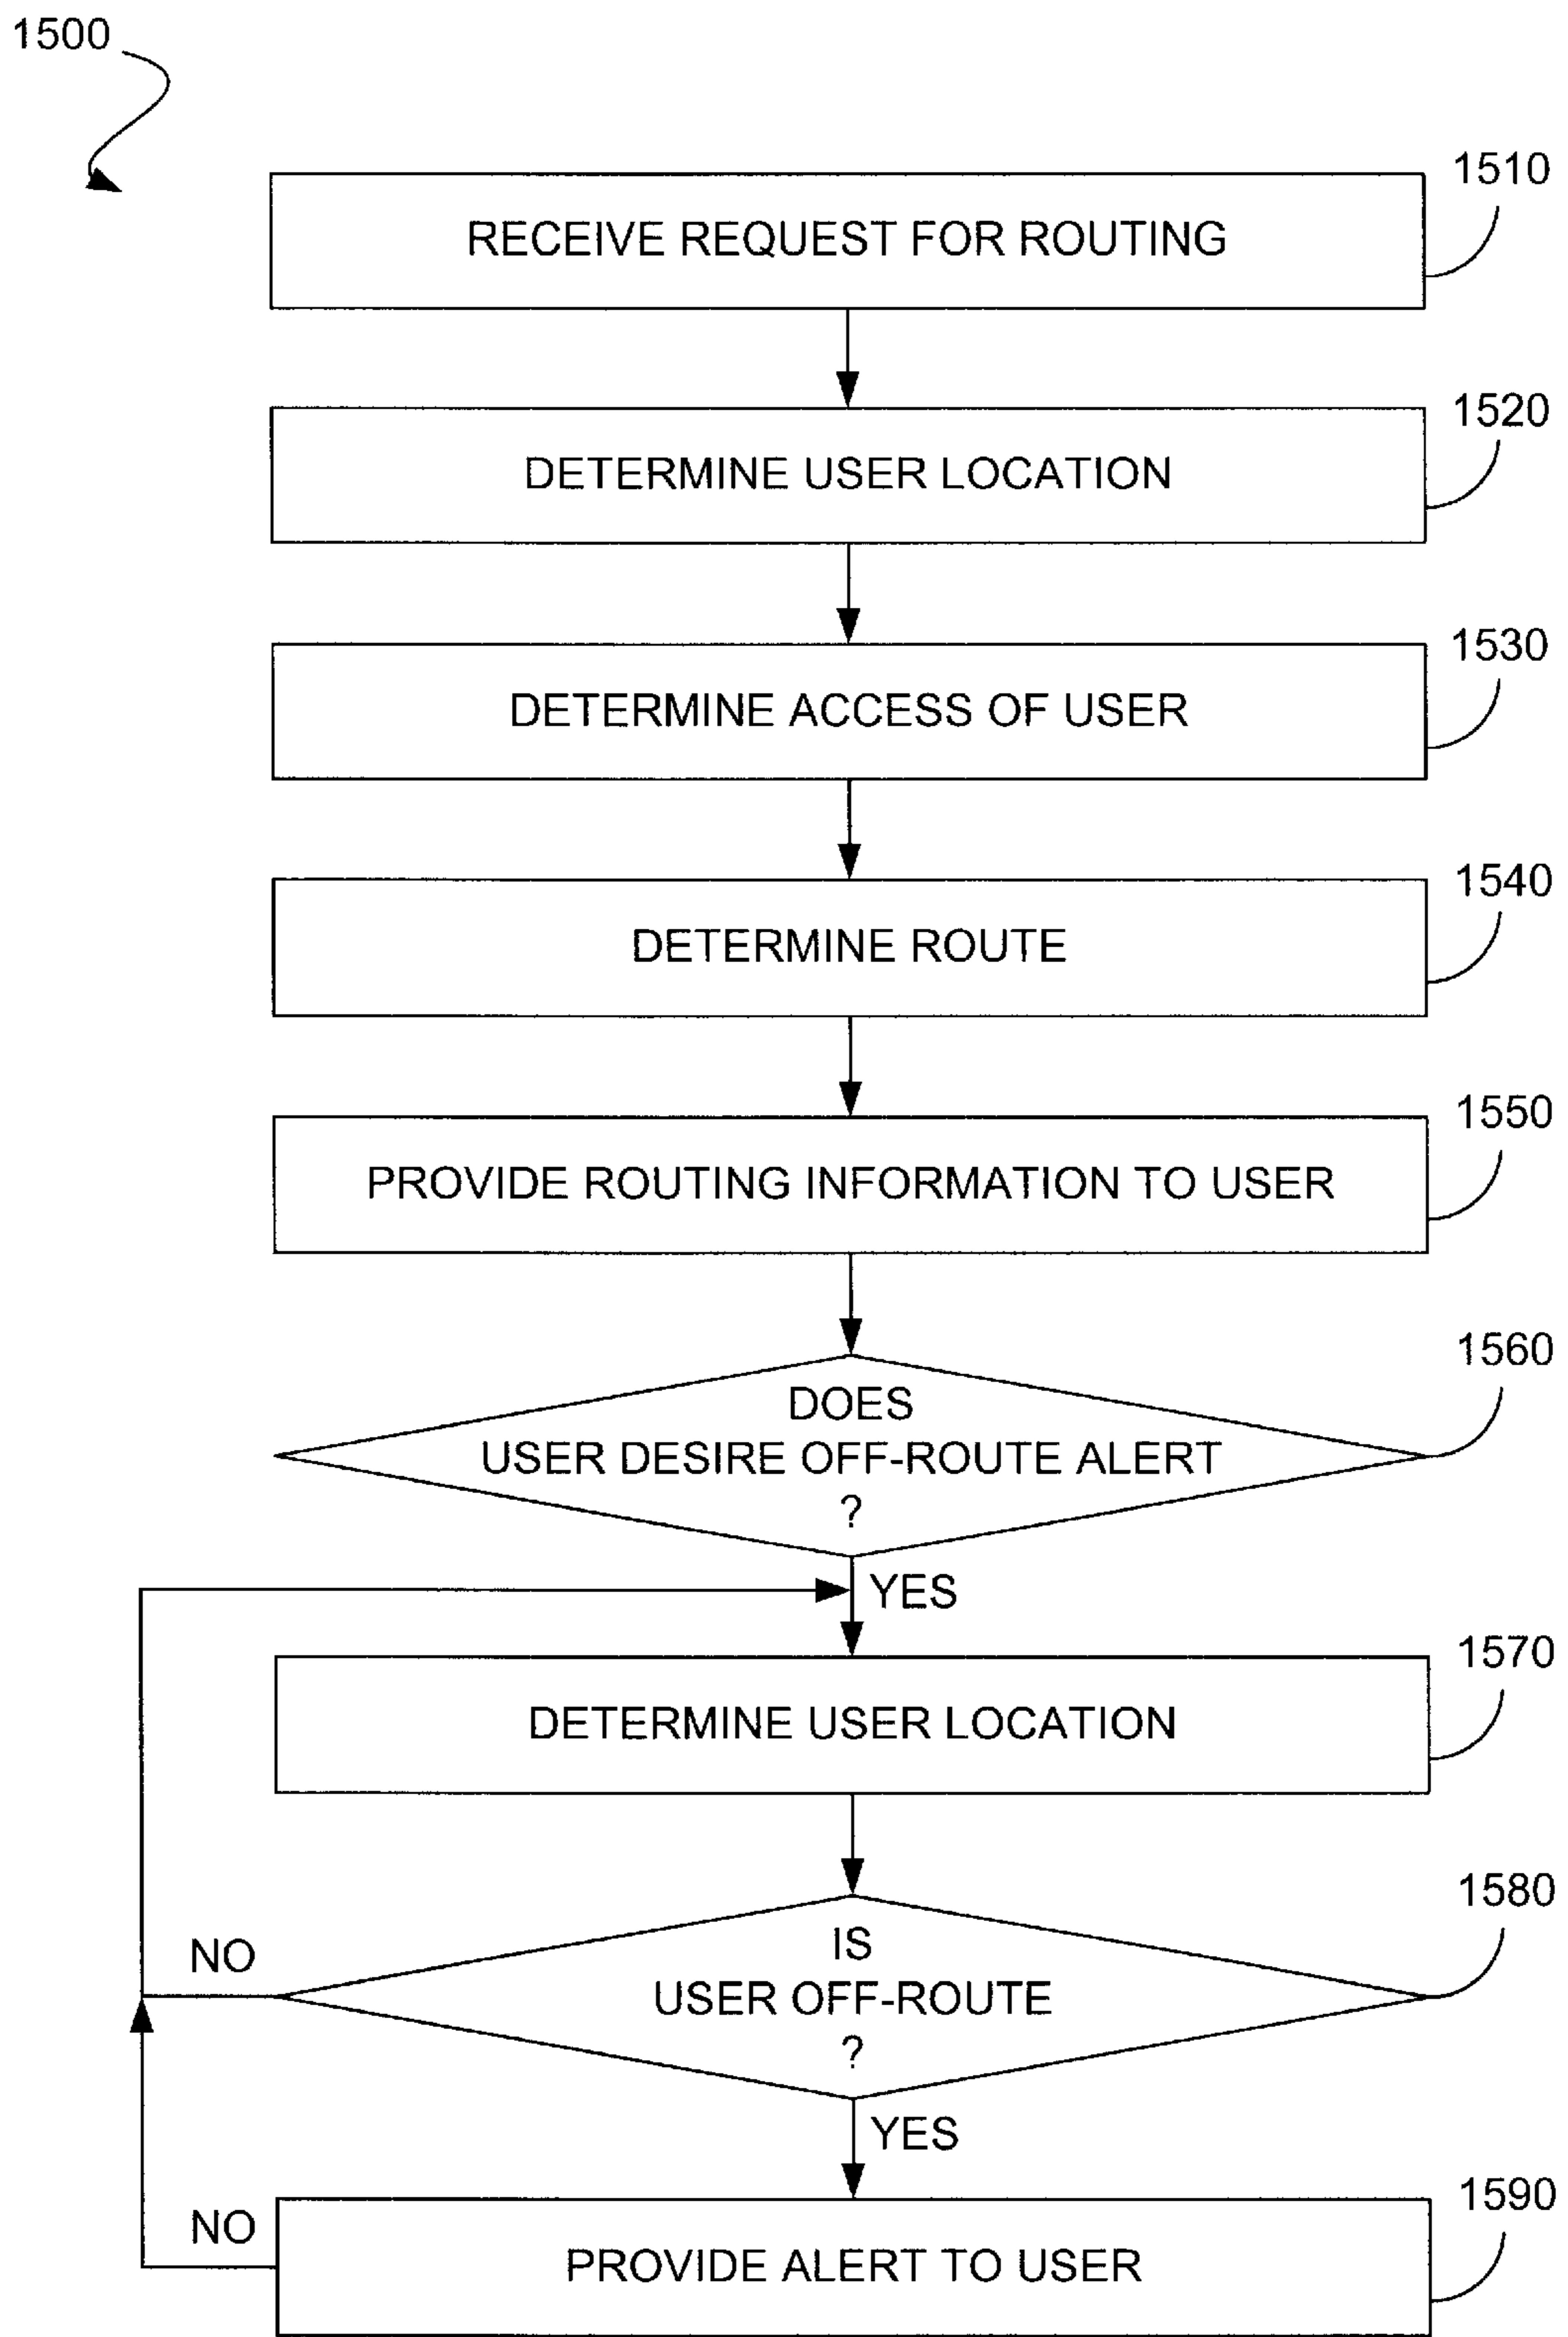 1500
1510
RECEIVE REQUEST FOR ROUTING
1520
DETERMINE USER LOCATION
1530
DETERMINE ACCESS OF USER
1540
DETERMINE ROUTE
1550
PROVIDE ROUTING INFORMATION TO USER
1560
DOES
USER DESIRE OFF-ROUTE ALERT
?
YES
1570
DETERMINE USER LOCATION
1580
NO
IS
USER OFF-ROUTE
?
YES
1590
NO
PROVIDE ALERT TO USER